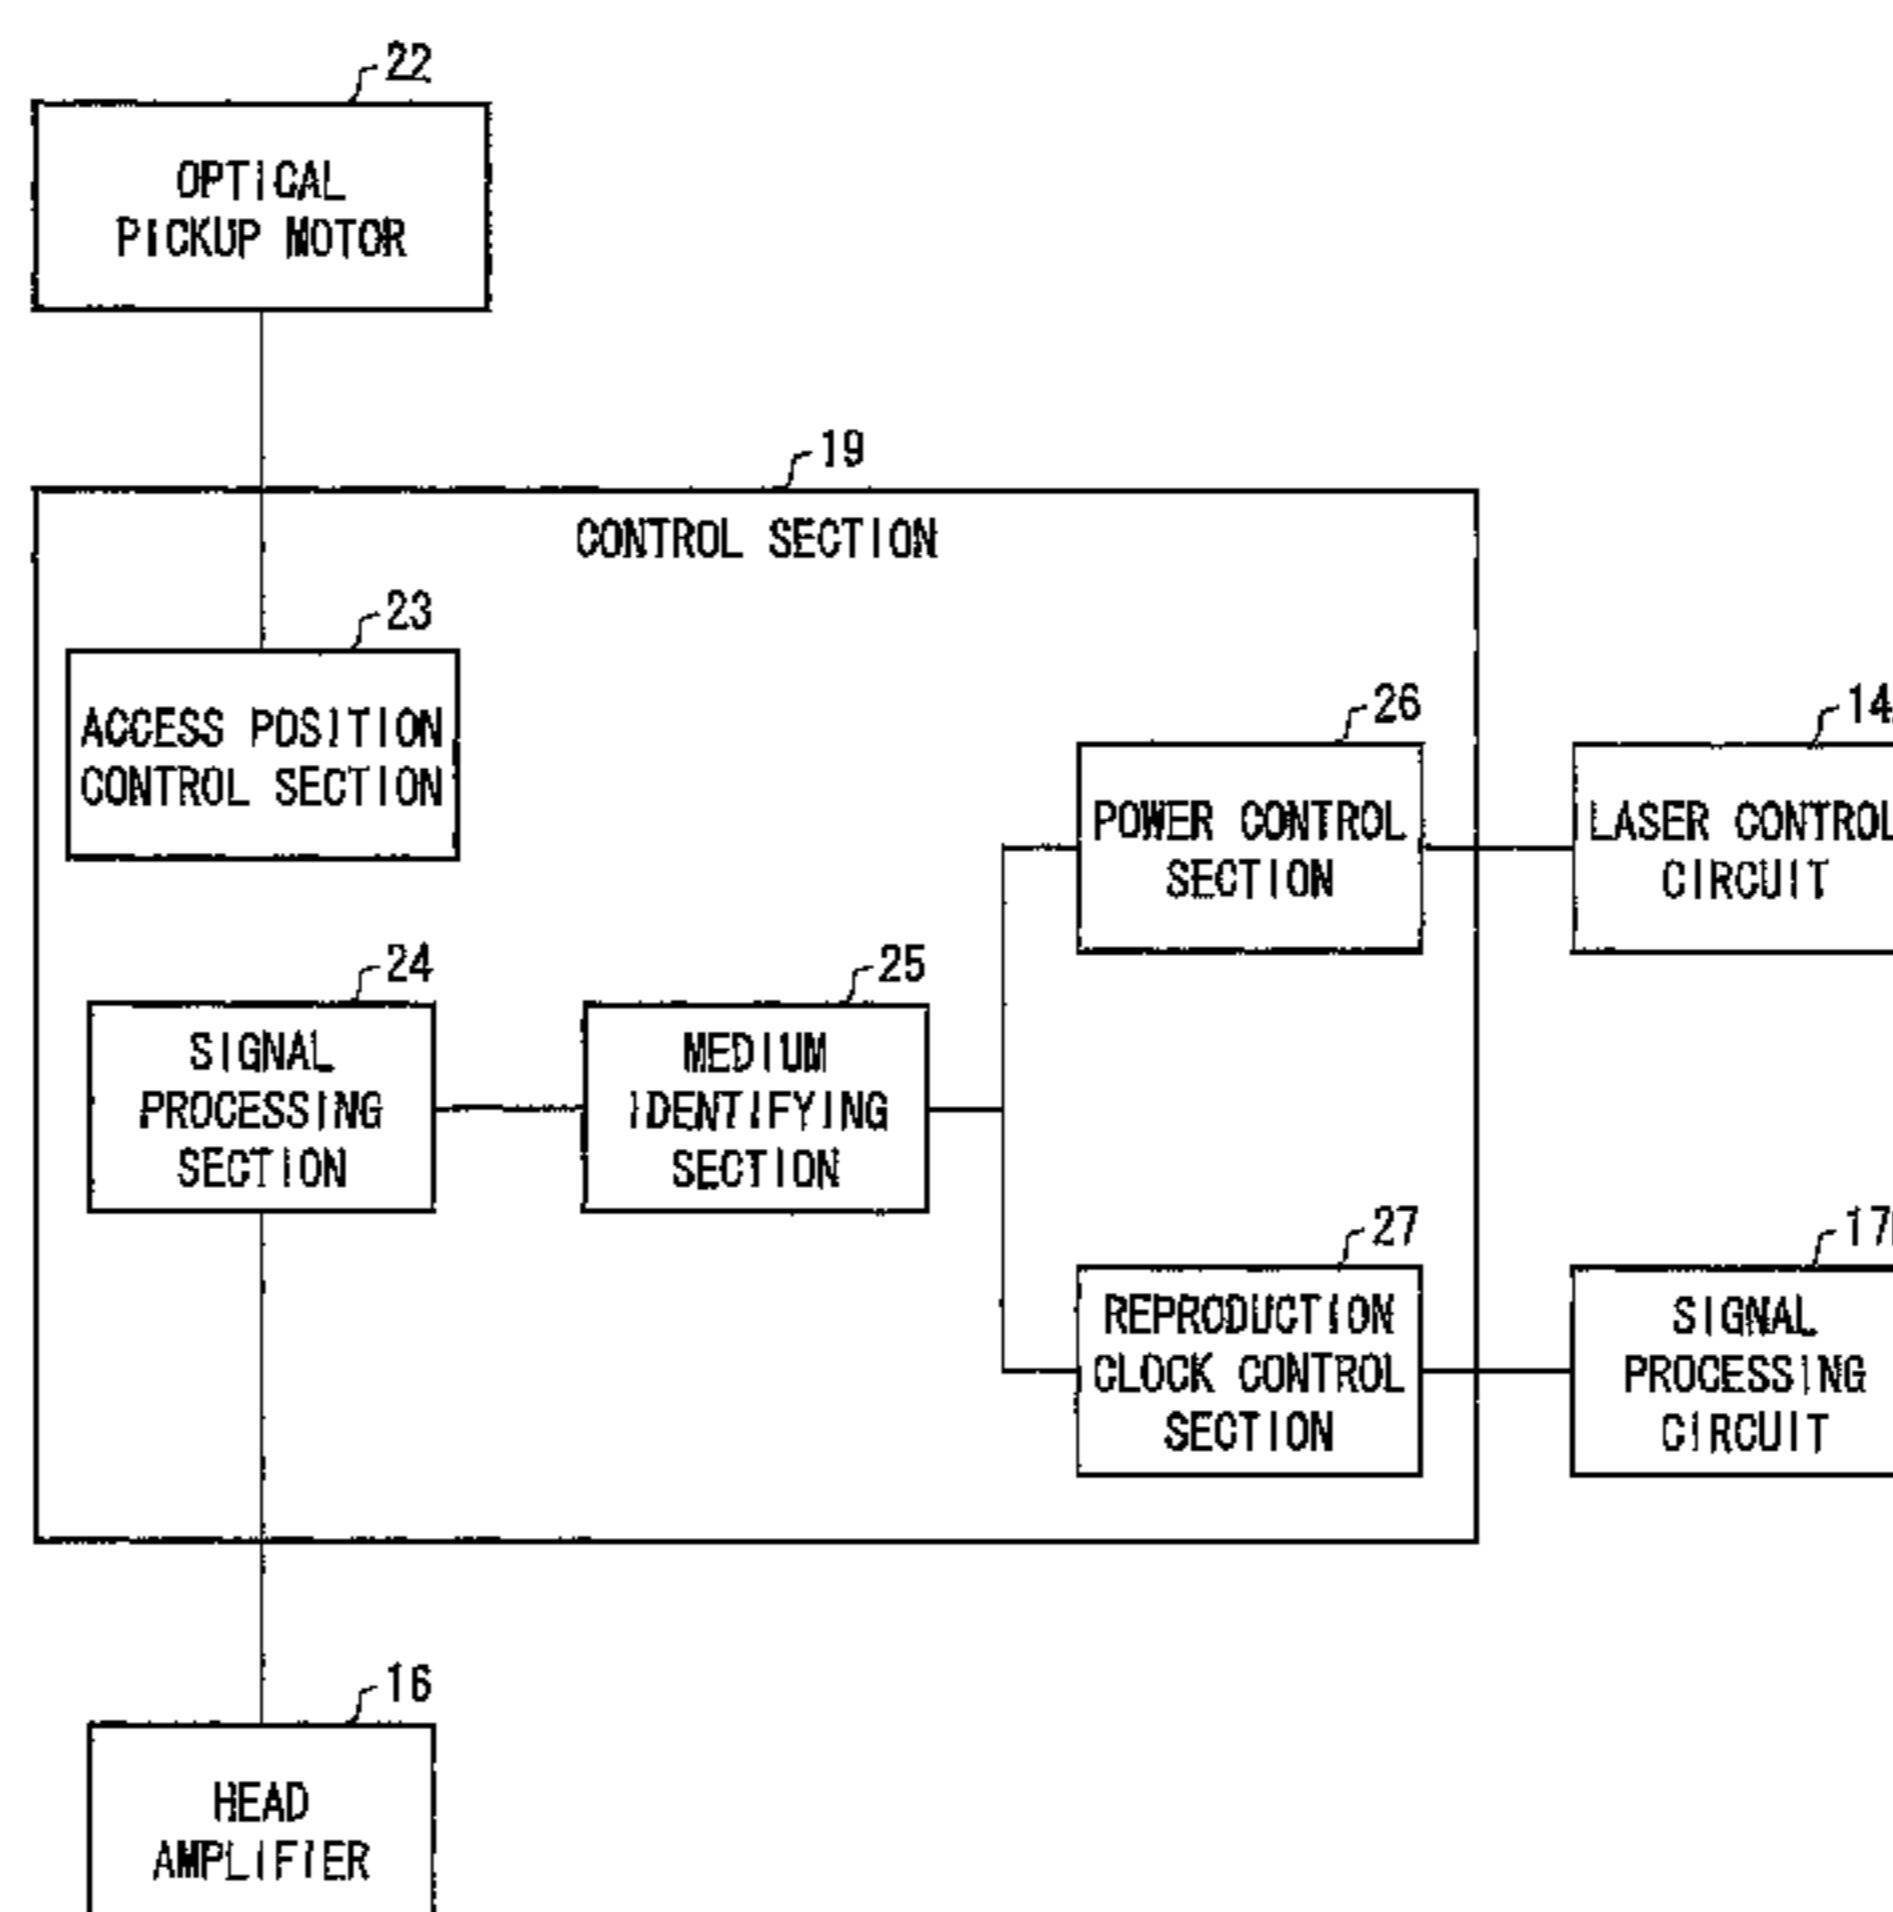 22
OPTICAL
PICKUP MOTOR
19
CONTROL SECTION
23
ACCESS POSITION
CONTROL SECTION
26
POWER CONTROL
SECTION
14
LASER CONTROL
CIRCUIT
24
SIGNAL
PROCESSING
SECTION
25
MEDIUM
IDENTIFYING
SECTION
27
REPRODUCTION
CLOCK CONTROL
SECTION
17
SIGNAL
PROCESSING
CIRCUIT
16
HEAD
AMPLIFIER